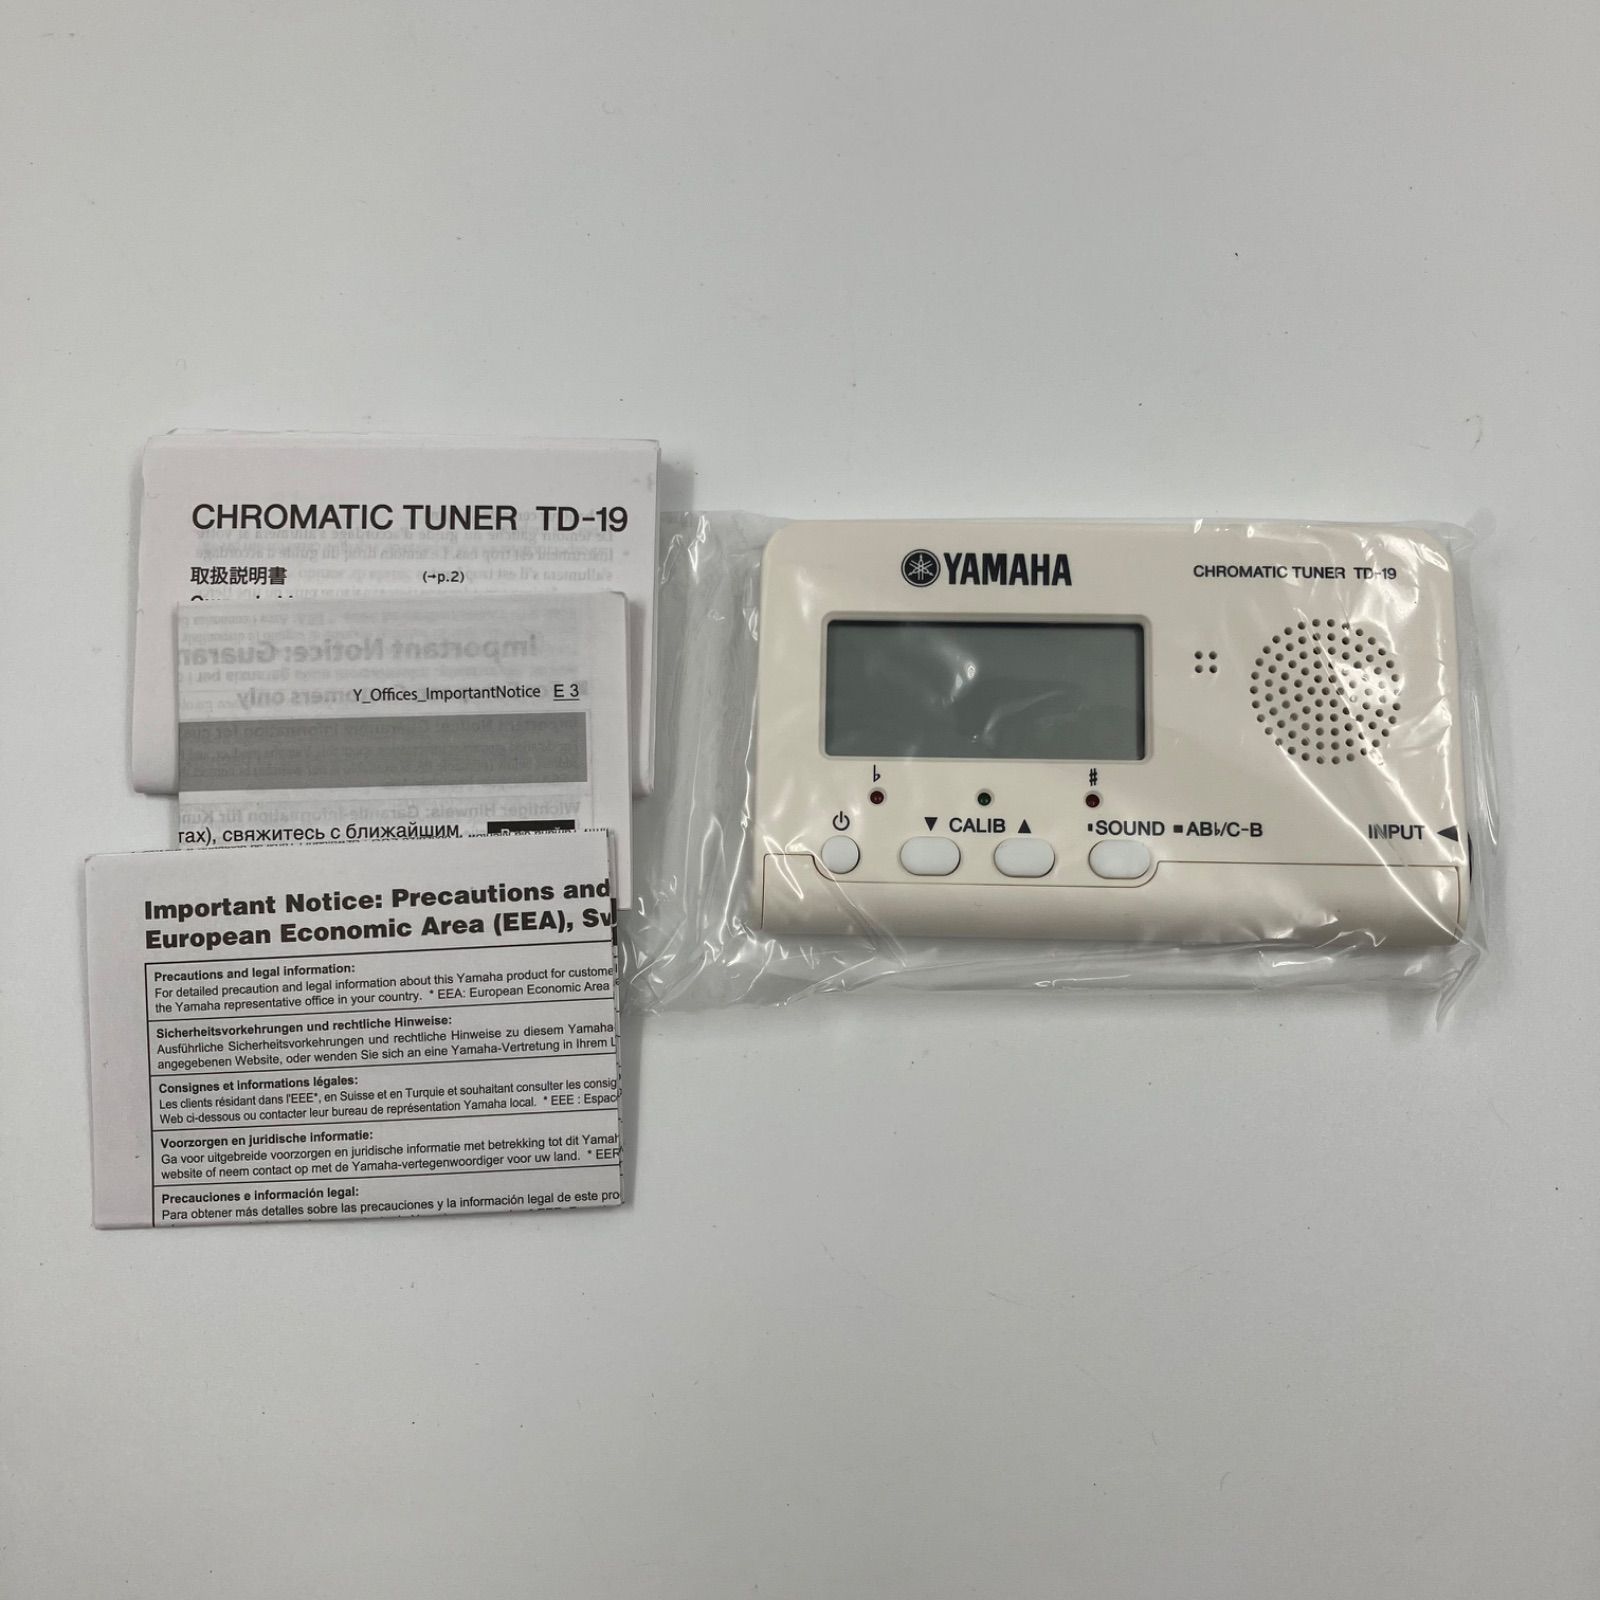 CHROMATIC TUNER TD-19
取扱説明書 (→p.2)
Y_Offices_ImportantNotice E 3
тах), свяжитесь с ближайшим
Important Notice: Precautions and
European Economic Area (EEA), Sw
Precautions and legal information:
For detailed precaution and legal information about this Yamaha product for custome
the Yamaha representative office in your country. * EEA: European Economic Area
Sicherheitsvorkehrungen und rechtliche Hinweise:
Ausführliche Sicherheitsvorkehrungen und rechtliche Hinweise zu diesem Yamaha-
angegebenen Website, oder wenden Sie sich an eine Yamaha-Vertretung in Ihrem L
Consignes et informations légales:
Les clients résidant dans l'EEE*, en Suisse et en Turquie et souhaitant consulter les consig
Web ci-dessous ou contacter leur bureau de représentation Yamaha local. * EEE : Espac
Voorzorgen en juridische informatie:
Ga voor uitgebreide voorzorgen en juridische informatie met betrekking tot dit Yamah
website of neem contact op met de Yamaha-vertegenwoordiger voor uw land. * EER
Precauciones e información legal:
Para obtener más detalles sobre las precauciones y la información legal de este pro
YAMAHA
CHROMATIC TUNER TD-19
♭ ♯
▼ CALIB ▲
SOUND ■AB♭/C-B
INPUT ◀